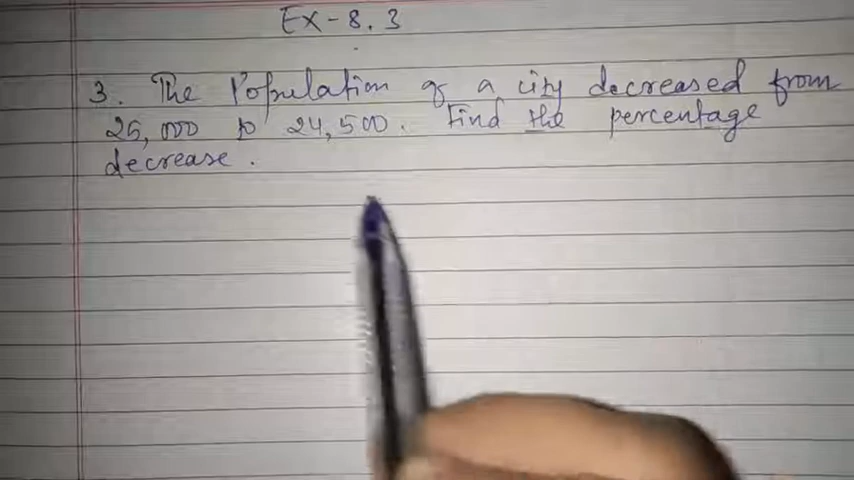 Ex-8.3
3. The Population of a city decreased from
25,000 to 24,500. Find the percentage
decrease.